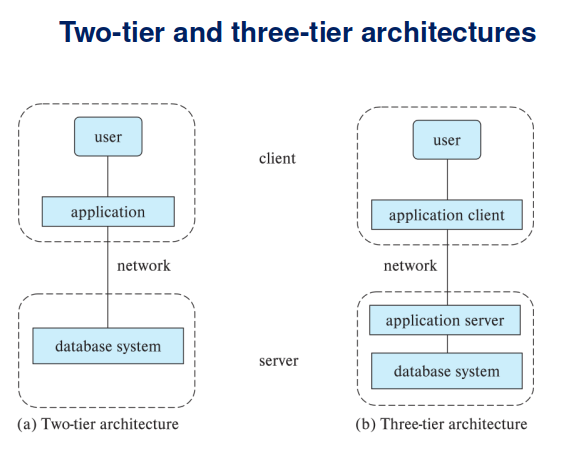 Two-tier and three-tier architectures
user
application
network
database system
(a) Two-tier architecture
client
server
user
application client
network
application server
database system
(b) Three-tier architecture